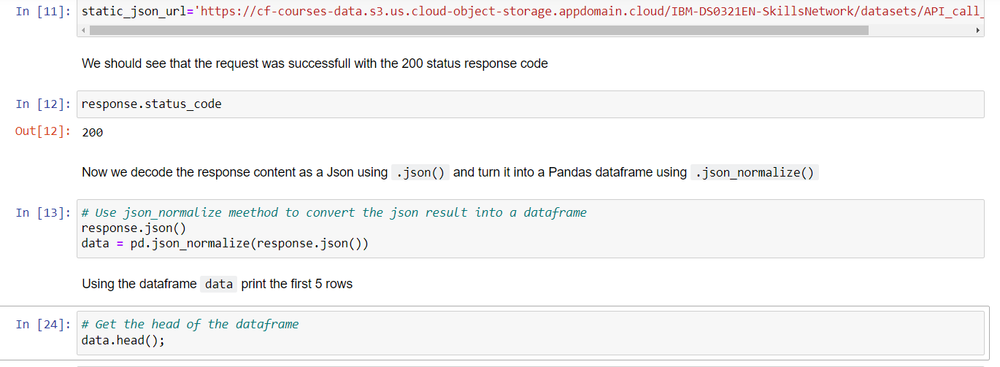 In [11]: static_json_url='https://cf-courses-data.s3.us.cloud-object-storage.appdomain.cloud/IBM-DS0321EN-SkillsNetwork/datasets/API_call_
We should see that the request was successfull with the 200 status response code
In [12]: response.status_code
Out[12]: 200
Now we decode the response content as a Json using .json() and turn it into a Pandas dataframe using .json_normalize()
In [13]: # Use json_normalize meethod to convert the json result into a dataframe
response.json()
data = pd.json_normalize(response.json())
Using the dataframe data print the first 5 rows
In [24]: # Get the head of the dataframe
data.head();